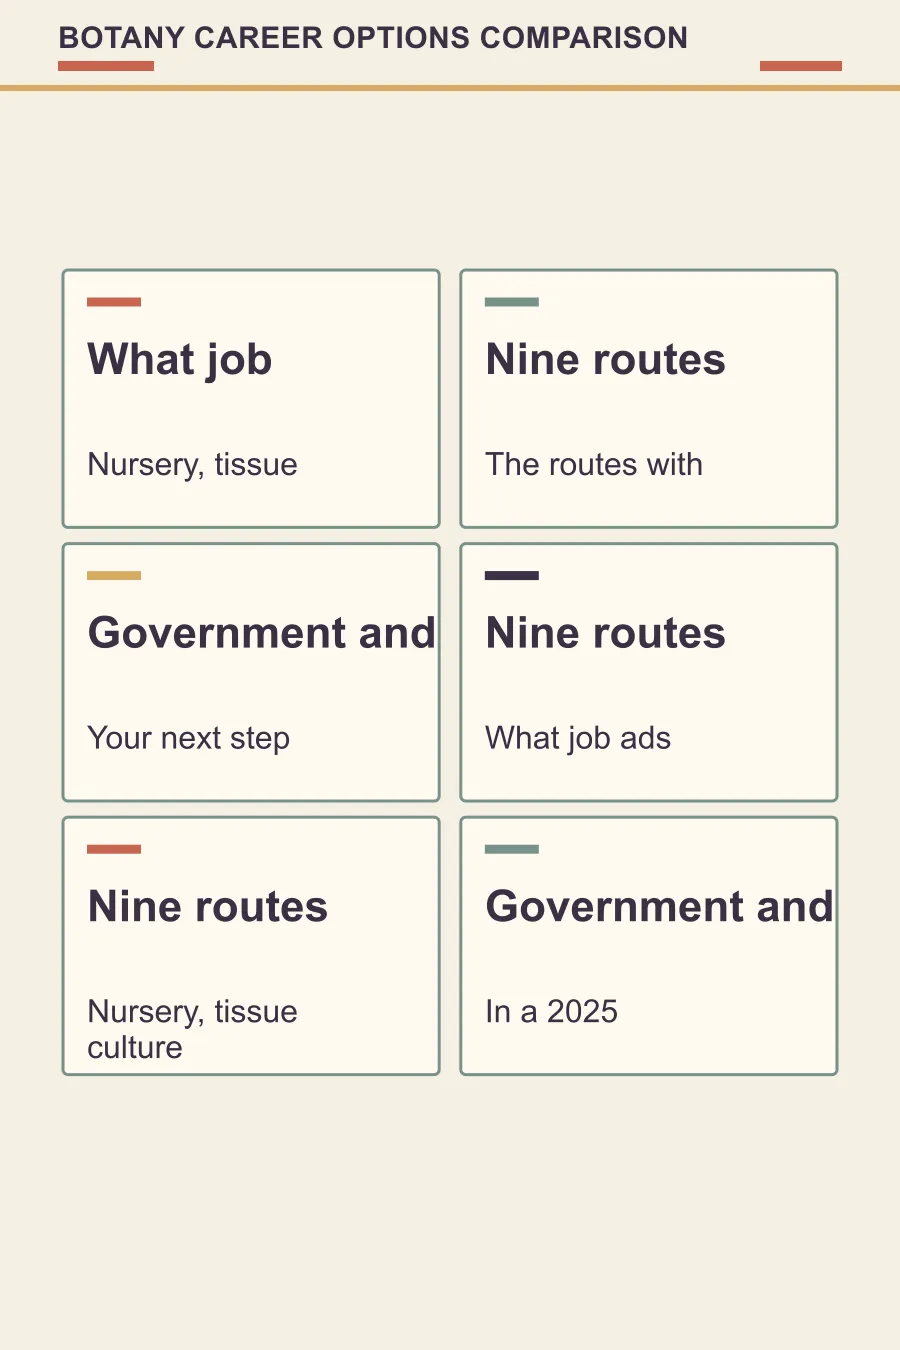 BOTANY CAREER OPTIONS COMPARISON
What job
Nursery, tissue
Nine routes
The routes with
Government and
Your next step
Nine routes
What job ads
Nine routes
Nursery, tissue
culture
Government and
In a 2025